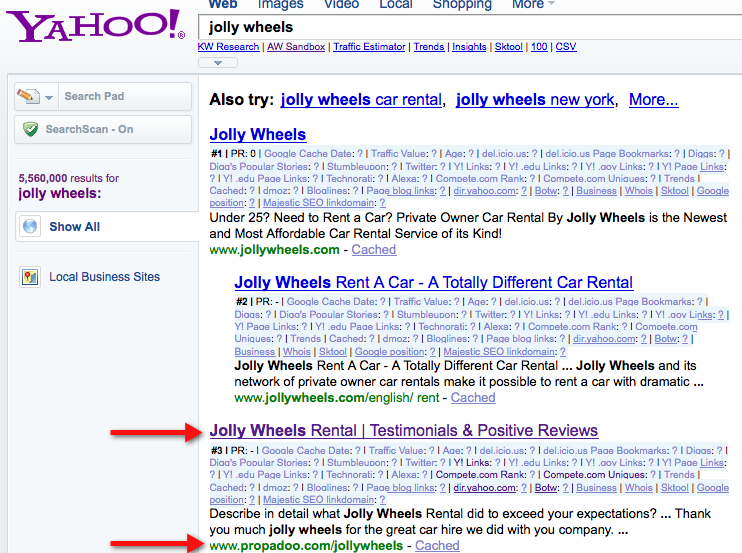 Web Images Video Local Shopping More
YAHOO!®
jolly wheels
KW Research | AW Sandbox | Traffic Estimator | Trends | Insights | Sktool | 100 | CSV
Search Pad
SearchScan - On
5,560,000 results for
jolly wheels:
Show All
Local Business Sites
Also try: jolly wheels car rental, jolly wheels new york, More...
Jolly Wheels
#1 | PR: 0 | Google Cache Date: ? | Traffic Value: ? | Age: ? | del.icio.us: ? | del.icio.us Page Bookmarks: ? | Diggs: ? |
Digg's Popular Stories: ? | Stumbleupon: ? | Twitter: ? | Y! Links: ? | Y! .edu Links: ? | Y! .gov Links: ? | Y! Page Links:
? | Y! .edu Page Links: ? | Technorati: ? | Alexa: ? | Compete.com Rank: ? | Compete.com Uniques: ? | Trends |
Cached: ? | dmoz: ? | Bloglines: ? | Page blog links: ? | dir.yahoo.com: ? | Botw: ? | Business | Whois | Sktool | Google
position: ? | Majestic SEO linkdomain: ?
Under 25? Need to Rent a Car? Private Owner Car Rental By Jolly Wheels is the Newest
and Most Affordable Car Rental Service of its Kind!
www.jollywheels.com - Cached
Jolly Wheels Rent A Car - A Totally Different Car Rental
#2 | PR: - | Google Cache Date: ? | Traffic Value: ? | Age: ? | del.icio.us: ? | del.icio.us Page Bookmarks: ? |
Diggs: ? | Digg's Popular Stories: ? | Stumbleupon: ? | Twitter: ? | Y! Links: ? | Y! .edu Links: ? | Y! .gov Links: ? |
Y! Page Links: ? | Y! .edu Page Links: ? | Technorati: ? | Alexa: ? | Compete.com Rank: ? | Compete.com
Uniques: ? | Trends | Cached: ? | dmoz: ? | Bloglines: ? | Page blog links: ? | dir.yahoo.com: ? | Botw: ? |
Business | Whois | Sktool | Google position: ? | Majestic SEO linkdomain: ?
Jolly Wheels Rent A Car - A Totally Different Car Rental ... Jolly Wheels and its
network of private owner car rentals make it possible to rent a car with dramatic ...
www.jollywheels.com/english/ rent - Cached
Jolly Wheels Rental | Testimonials & Positive Reviews
#3 | PR: - | Google Cache Date: ? | Traffic Value: ? | Age: ? | del.icio.us: ? | del.icio.us Page Bookmarks: ? | Diggs: ? |
Digg's Popular Stories: ? | Stumbleupon: ? | Twitter: ? | Y! Links: ? | Y! .edu Links: ? | Y! .gov Links: ? | Y! Page Links:
? | Y! .edu Page Links: ? | Technorati: ? | Alexa: ? | Compete.com Rank: ? | Compete.com Uniques: ? | Trends |
Cached: ? | dmoz: ? | Bloglines: ? | Page blog links: ? | dir.yahoo.com: ? | Botw: ? | Business | Whois | Sktool | Google
position: ? | Majestic SEO linkdomain: ?
Describe in detail what Jolly Wheels Rental did to exceed your expectations? ... Thank
you much jolly wheels for the great car hire we did with you company. ...
www.propadoo.com/jollywheels - Cached